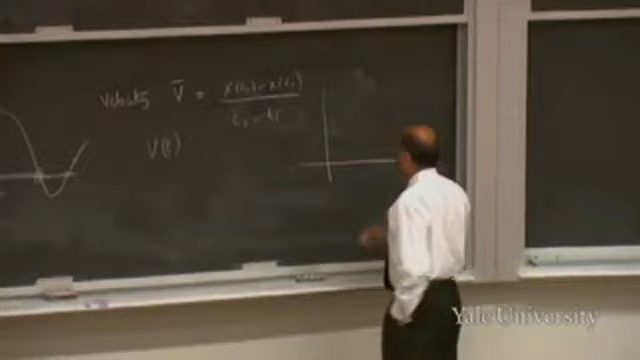 Velocity V̄ = x(t₂) - x(t₁)
t₂ - t₁
V(t)
Yale University